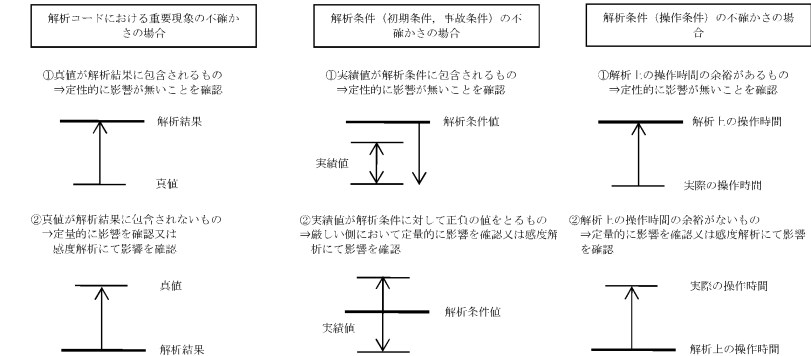 解析コードにおける重要現象の不確か
さの場合
①真値が解析結果に包含されるもの
⇒定性的に影響が無いことを確認
解析結果
真値
②真値が解析結果に包含されないもの
→定量的に影響を確認又は
感度解析にて影響を確認
真値
解析結果
解析条件（初期条件，事故条件）の不
確かさの場合
①実績値が解析条件に包含されるもの
⇒定性的に影響が無いことを確認
解析条件値
実績値
②実績値が解析条件に対して正負の値をとるもの
⇒厳しい側において定量的に影響を確認又は感度解
析にて影響を確認
解析条件値
実績値
解析条件（操作条件）の不確かさの場
合
①解析上の操作時間の余裕があるもの
⇒定性的に影響が無いことを確認
解析上の操作時間
実際の操作時間
②解析上の操作時間の余裕がないもの
⇒定量的に影響を確認又は感度解析にて影響
を確認
実際の操作時間
解析上の操作時間